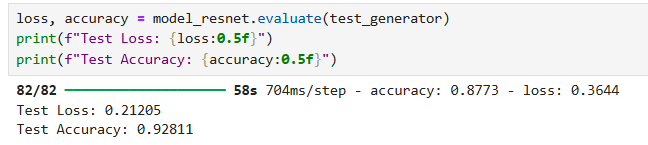 loss, accuracy = model_resnet.evaluate(test_generator)
print(f"Test Loss: {loss:0.5f}")
print(f"Test Accuracy: {accuracy:0.5f}")
82/82 ━━━━━━━━━━━━━━━━━━━━ 58s 704ms/step - accuracy: 0.8773 - loss: 0.3644
Test Loss: 0.21205
Test Accuracy: 0.92811